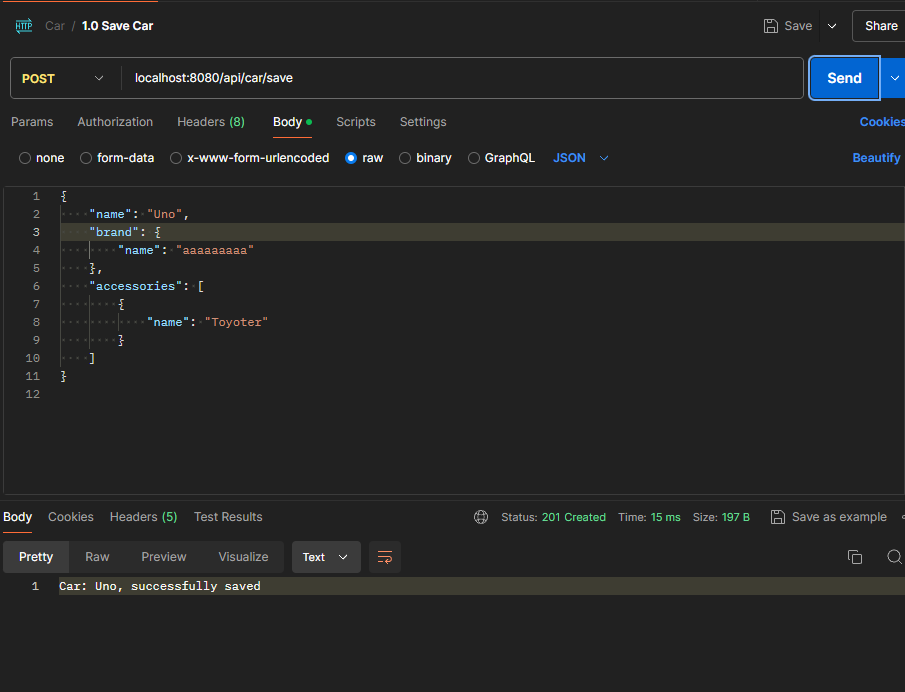 HTTP Car / 1.0 Save Car Save Share
POST localhost:8080/api/car/save Send
Params Authorization Headers (8) Body Scripts Settings Cookies
none form-data x-www-form-urlencoded raw binary GraphQL JSON Beautify
1 {
2 "name": "Uno",
3 "brand": {
4 "name": "aaaaaaaaa"
5 },
6 "accessories": [
7 {
8 "name": "Toyoter"
9 }
10 ]
11 }
12
Body Cookies Headers (5) Test Results Status: 201 Created Time: 15 ms Size: 197 B Save as example
Pretty Raw Preview Visualize Text
1 Car: Uno, successfully saved